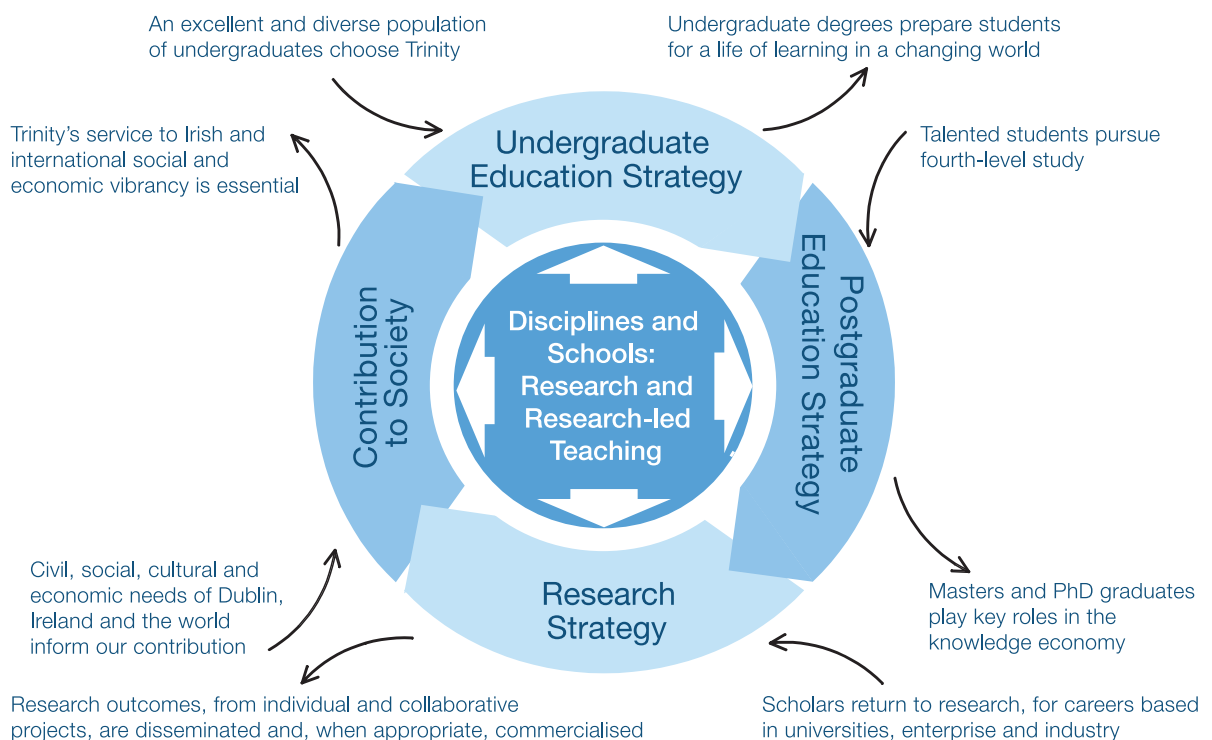 An excellent and diverse population
of undergraduates choose Trinity
Undergraduate degrees prepare students
for a life of learning in a changing world
Trinity's service to Irish and
international social and
economic vibrancy is essential
Talented students pursue
fourth-level study
Undergraduate
Education Strategy
Postgraduate
Education Strategy
Contribution
to Society
Disciplines and
Schools:
Research and
Research-led
Teaching
Research
Strategy
Civil, social, cultural and
economic needs of Dublin,
Ireland and the world
inform our contribution
Masters and PhD graduates
play key roles in the
knowledge economy
Research outcomes, from individual and collaborative
projects, are disseminated and, when appropriate, commercialised
Scholars return to research, for careers based
in universities, enterprise and industry